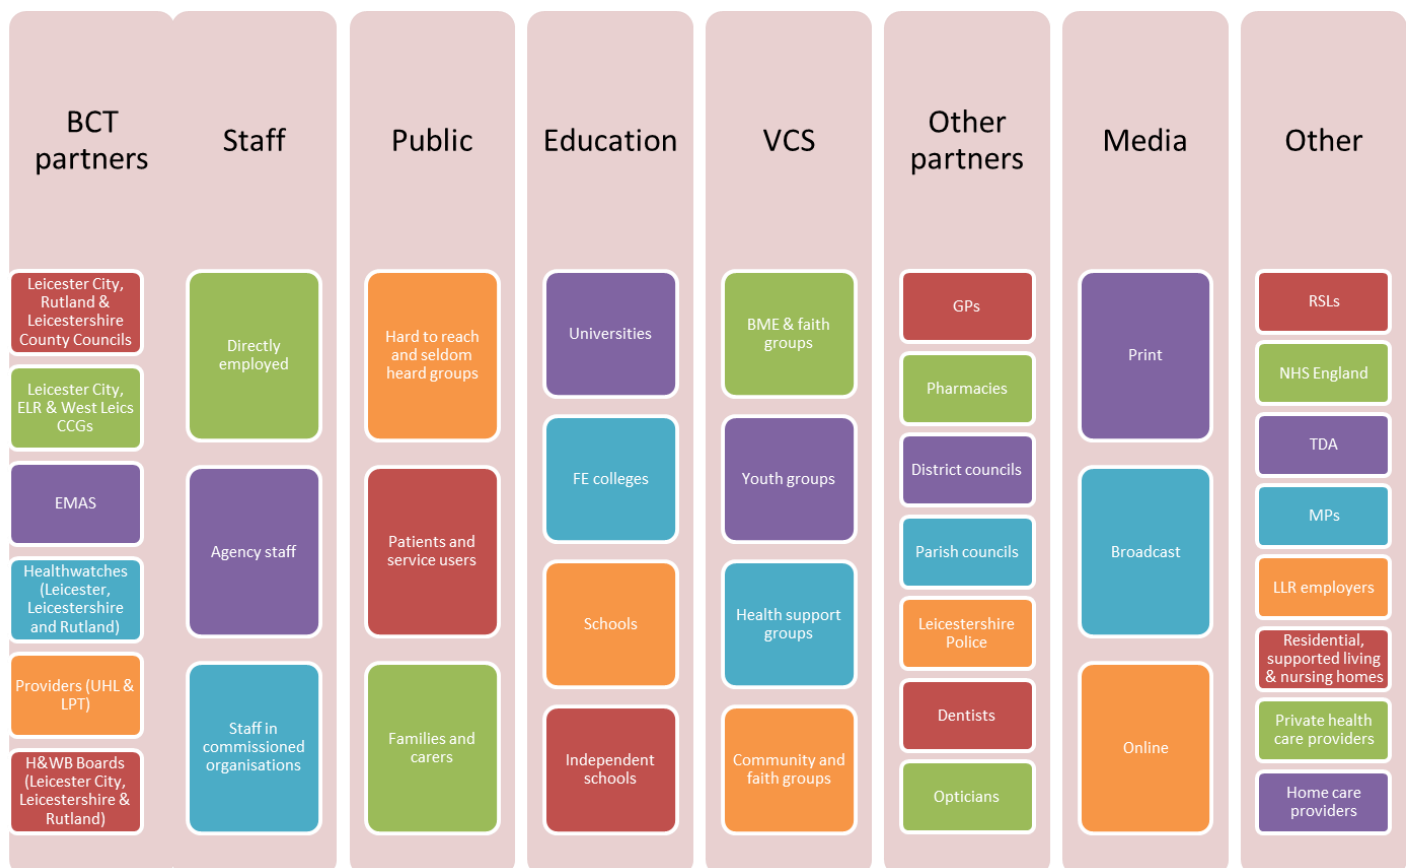 BCT
partners
Leicester City,
Rutland &
Leicestershire
County Councils
Leicester City,
ELR & West Leics
CCGs
EMAS
Healthwatches
(Leicester,
Leicestershire
and Rutland)
Providers (UHL &
LPT)
H&WB Boards
(Leicester City,
Leicestershire &
Rutland)
Staff
Directly
employed
Agency staff
Staff in
commissioned
organisations
Public
Hard to reach
and seldom
heard groups
Patients and
service users
Families and
carers
Education
Universities
FE colleges
Schools
Independent
schools
VCS
BME & faith
groups
Youth groups
Health support
groups
Community and
faith groups
Other
partners
GPs
Pharmacies
District councils
Parish councils
Leicestershire
Police
Dentists
Opticians
Media
Print
Broadcast
Online
Other
RSLs
NHS England
TDA
MPs
LLR employers
Residential,
supported living
& nursing homes
Private health
care providers
Home care
providers